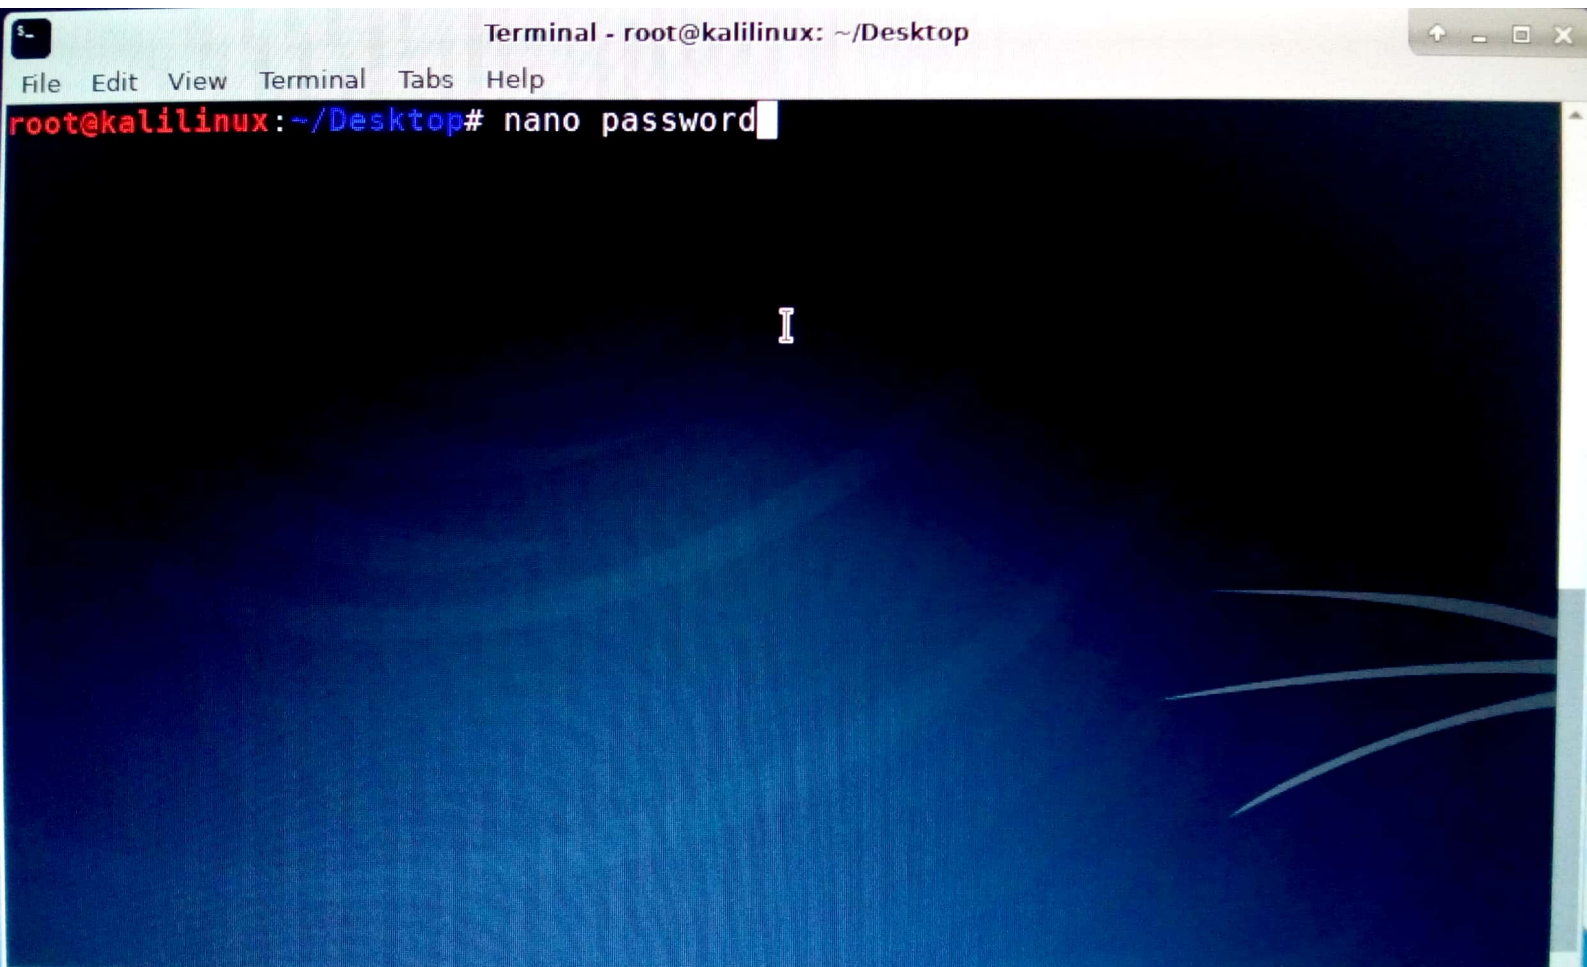 $_
Terminal - root@kalilinux: ~/Desktop
File Edit View Terminal Tabs Help
root@kalilinux:~/Desktop# nano password